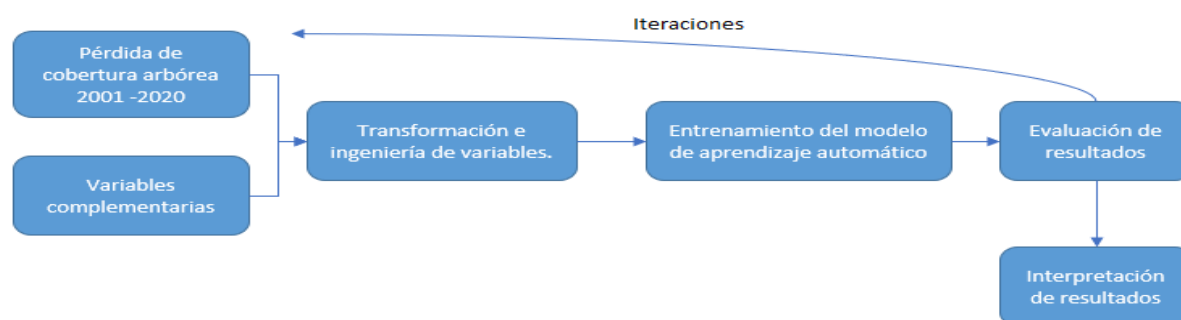 Iteraciones
Pérdida de
cobertura arbórea
2001 -2020
Variables
complementarias
Transformación e
ingeniería de variables.
Entrenamiento del modelo
de aprendizaje automático
Evaluación de
resultados
Interpretación
de resultados